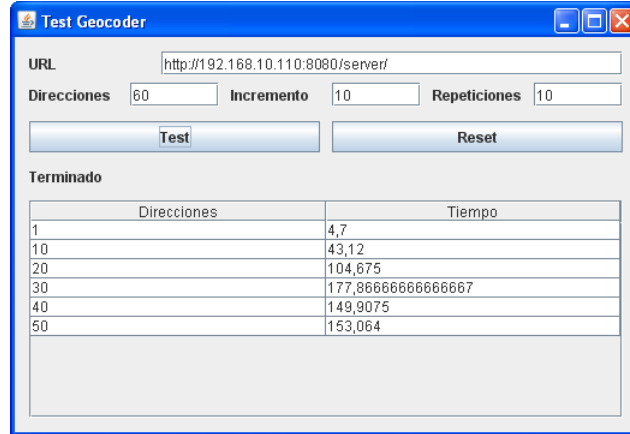 Test Geocoder
URL http://192.168.10.110:8080/server/
Direcciones 60 Incremento 10 Repeticiones 10
Test Reset
Terminado
Direcciones Tiempo
1 4,7
10 43,12
20 104,675
30 177,86666666666667
40 149,9075
50 153,064